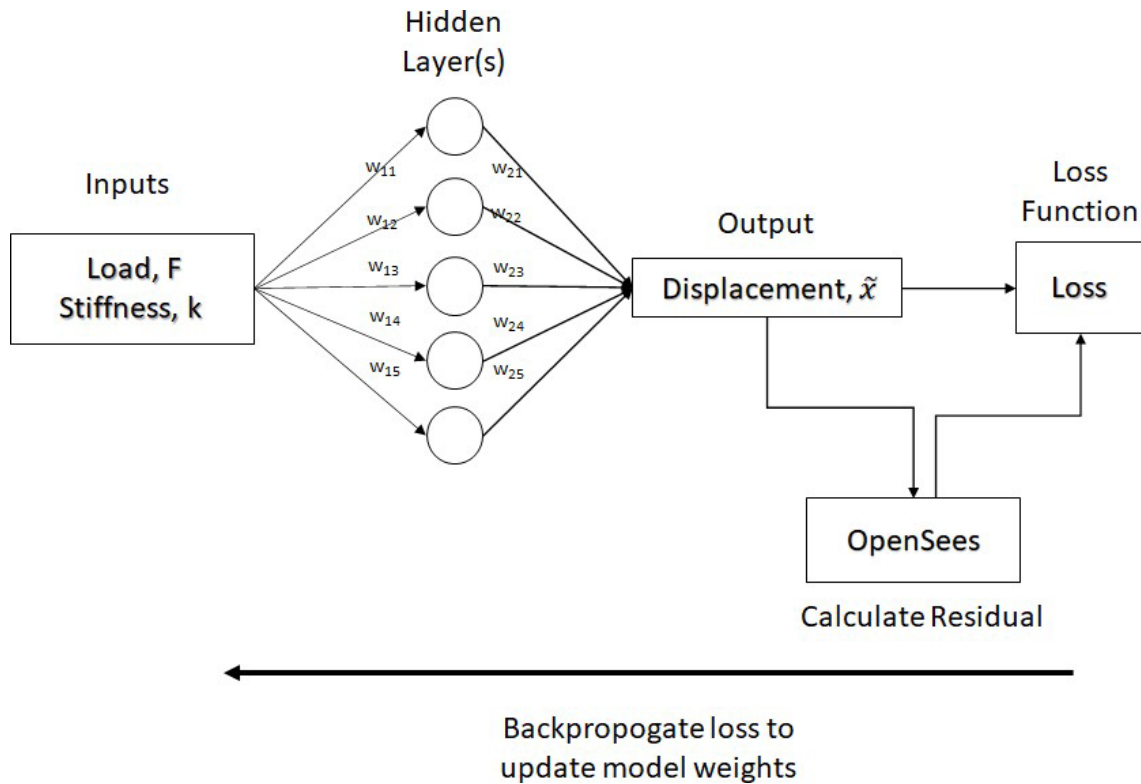 Hidden
Layer(s)
Inputs
Load, F
Stiffness, k
w₁₁
w₁₂
w₁₃
w₁₄
w₁₅
w₂₁
w₂₂
w₂₃
w₂₄
w₂₅
Output
Displacement, x̃
Loss
Function
Loss
OpenSees
Calculate Residual
Backpropogate loss to
update model weights